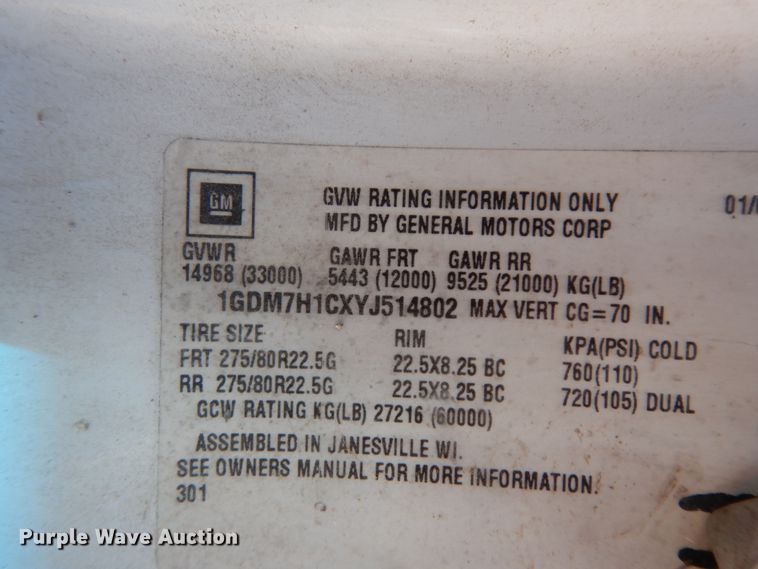 GM
GVW RATING INFORMATION ONLY
MFD BY GENERAL MOTORS CORP
GVWR GAWR FRT GAWR RR
14968 (33000) 5443 (12000) 9525 (21000) KG(LB)
1GDM7H1CXYJ514802 MAX VERT CG=70 IN.
TIRE SIZE RIM KPA(PSI) COLD
FRT 275/80R22.5G 22.5X8.25 BC 760(110)
RR 275/80R22.5G 22.5X8.25 BC 720(105) DUAL
GCW RATING KG(LB) 27216 (60000)
ASSEMBLED IN JANESVILLE WI.
SEE OWNERS MANUAL FOR MORE INFORMATION.
301
Purple Wave Auction